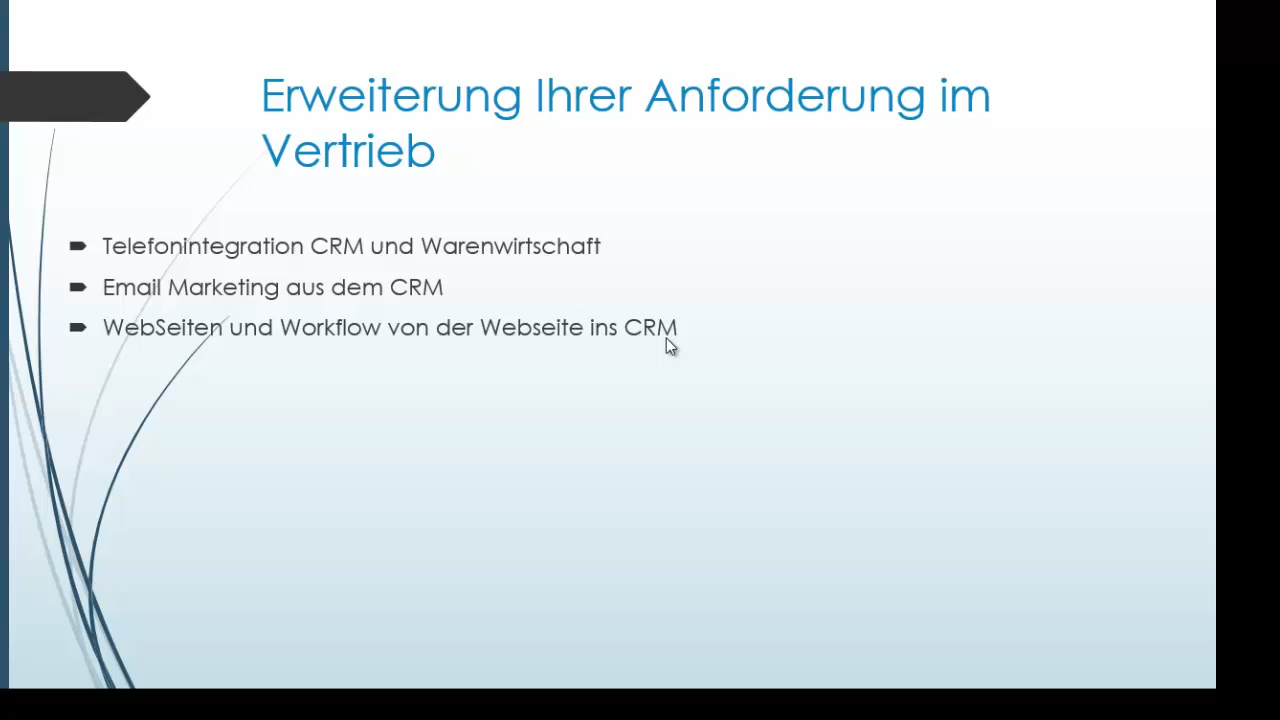 Erweiterung Ihrer Anforderung im
Vertrieb
Telefonintegration CRM und Warenwirtschaft
Email Marketing aus dem CRM
WebSeiten und Workflow von der Webseite ins CRM